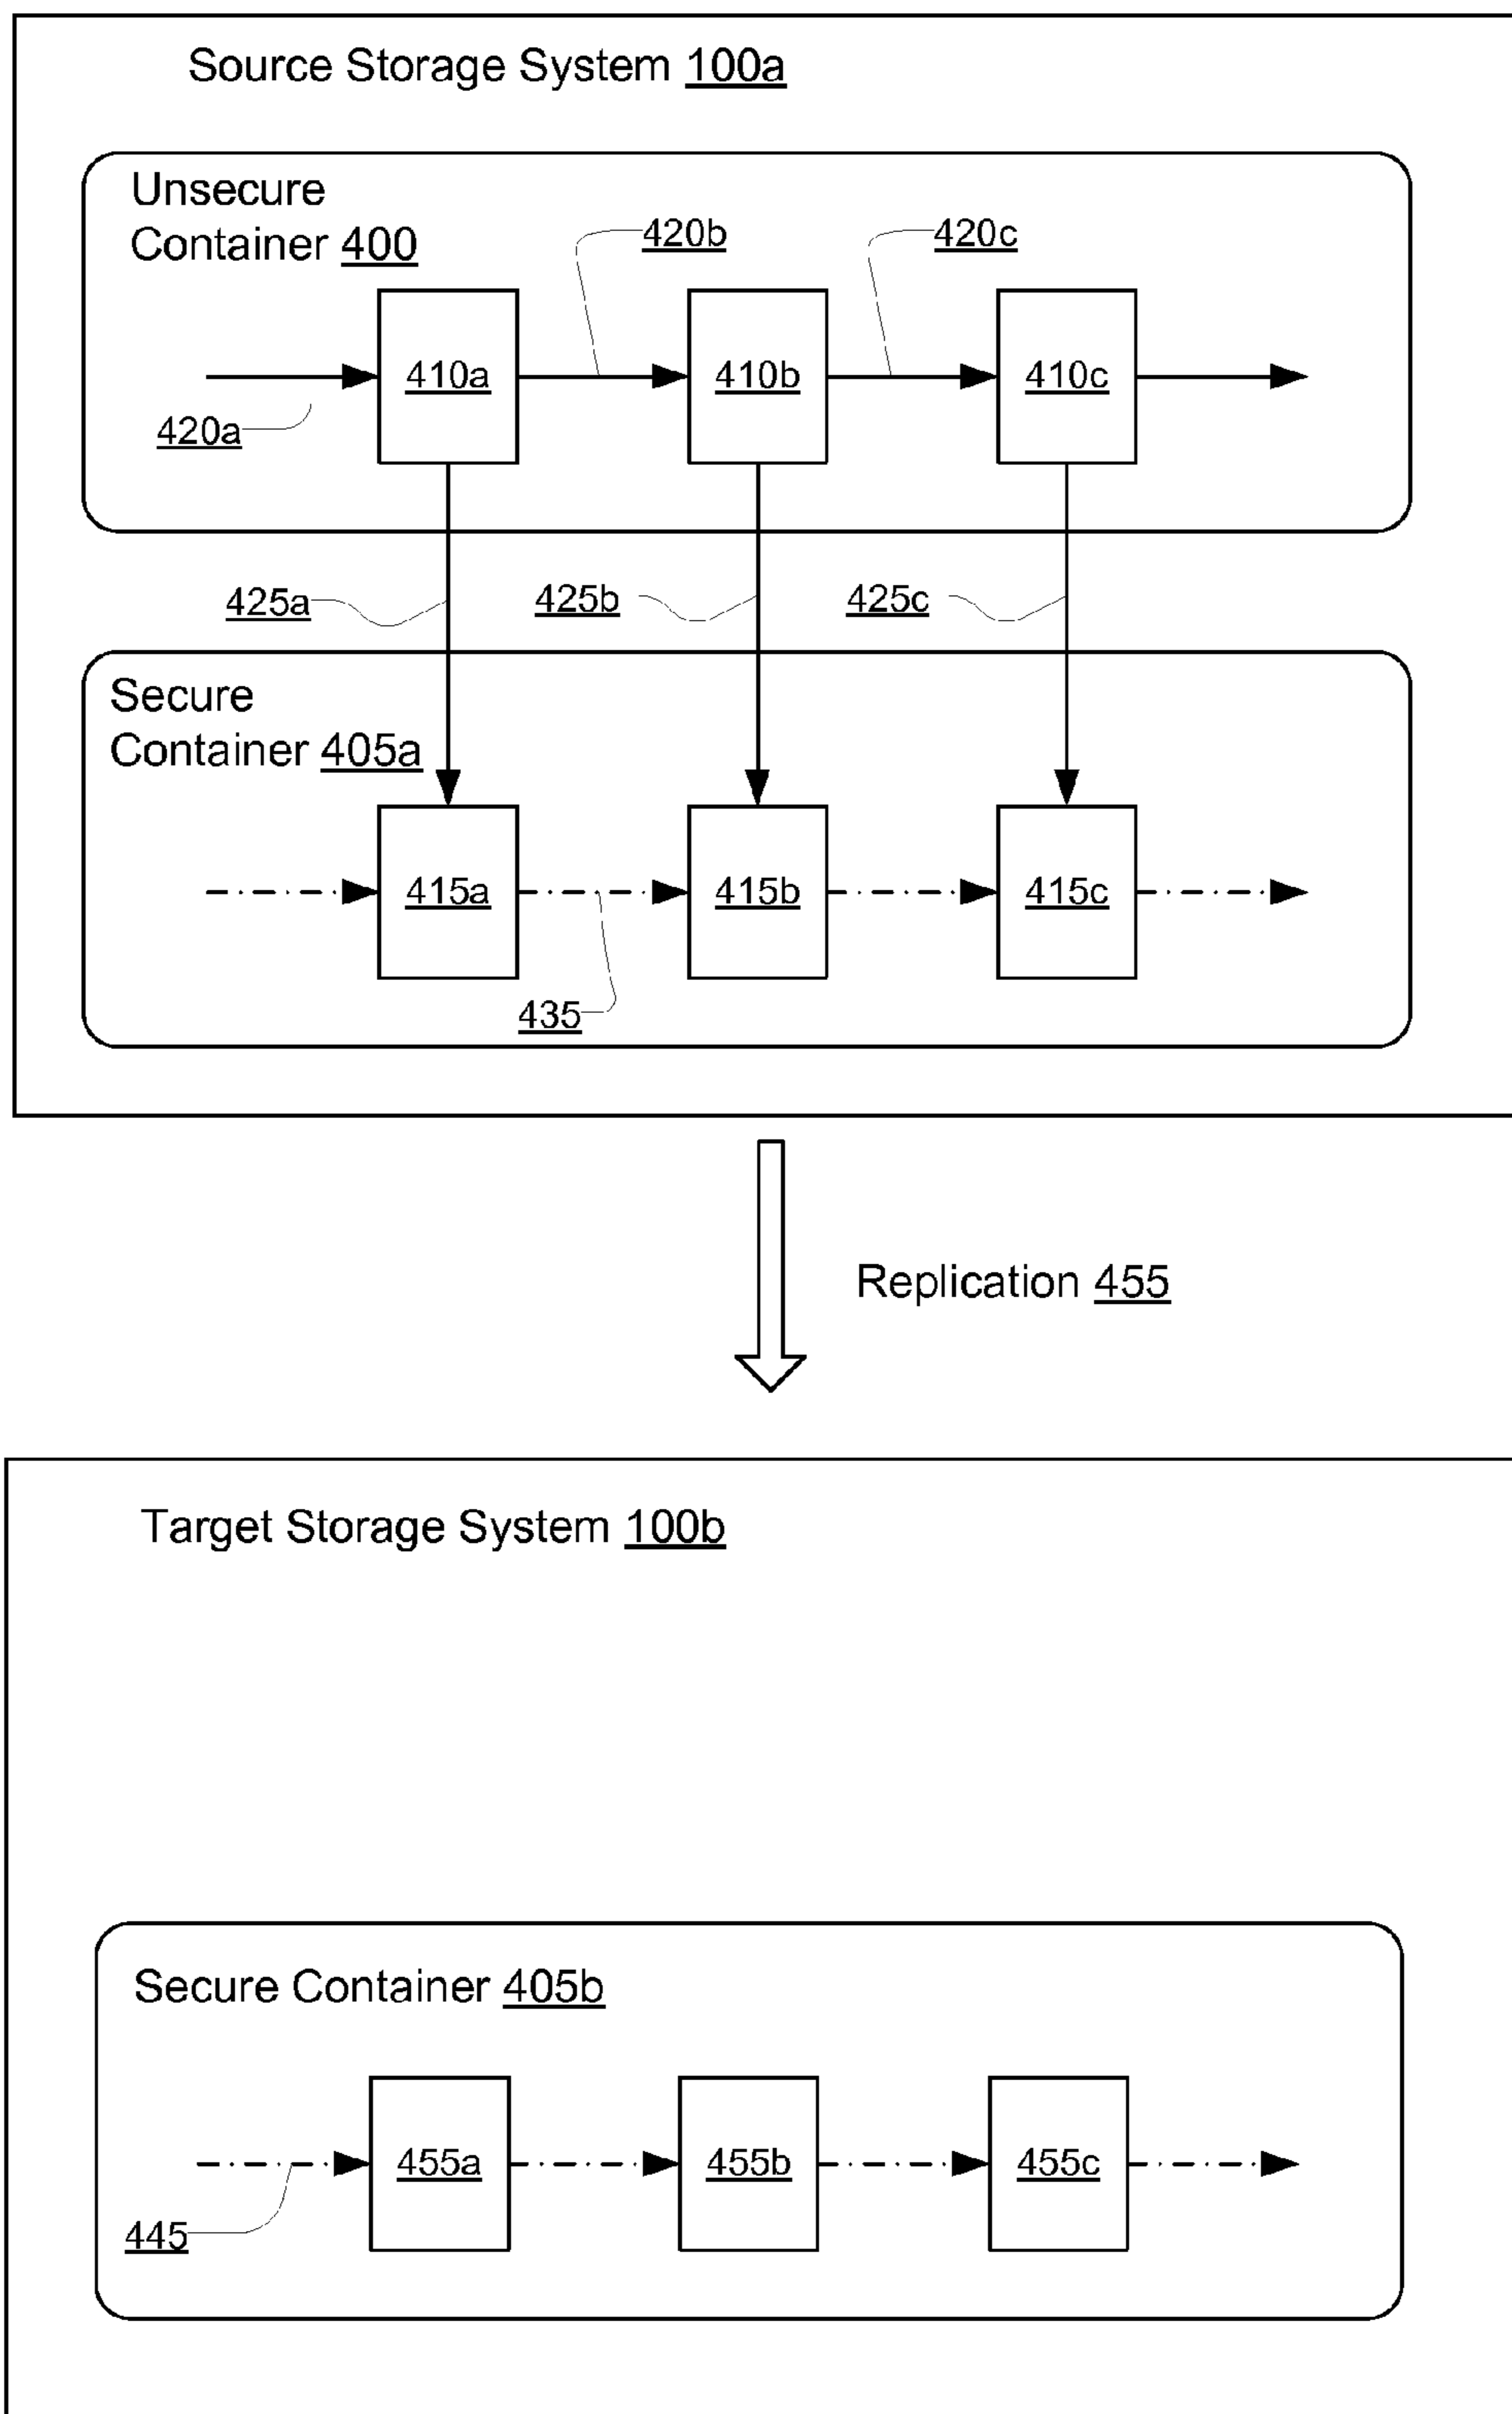 Source Storage System 100a
Unsecure
Container 400
420b
420c
410a
410b
410c
420a
425a
425b
425c
Secure
Container 405a
415a
415b
415c
435
Replication 455
Target Storage System 100b
Secure Container 405b
455a
455b
455c
445